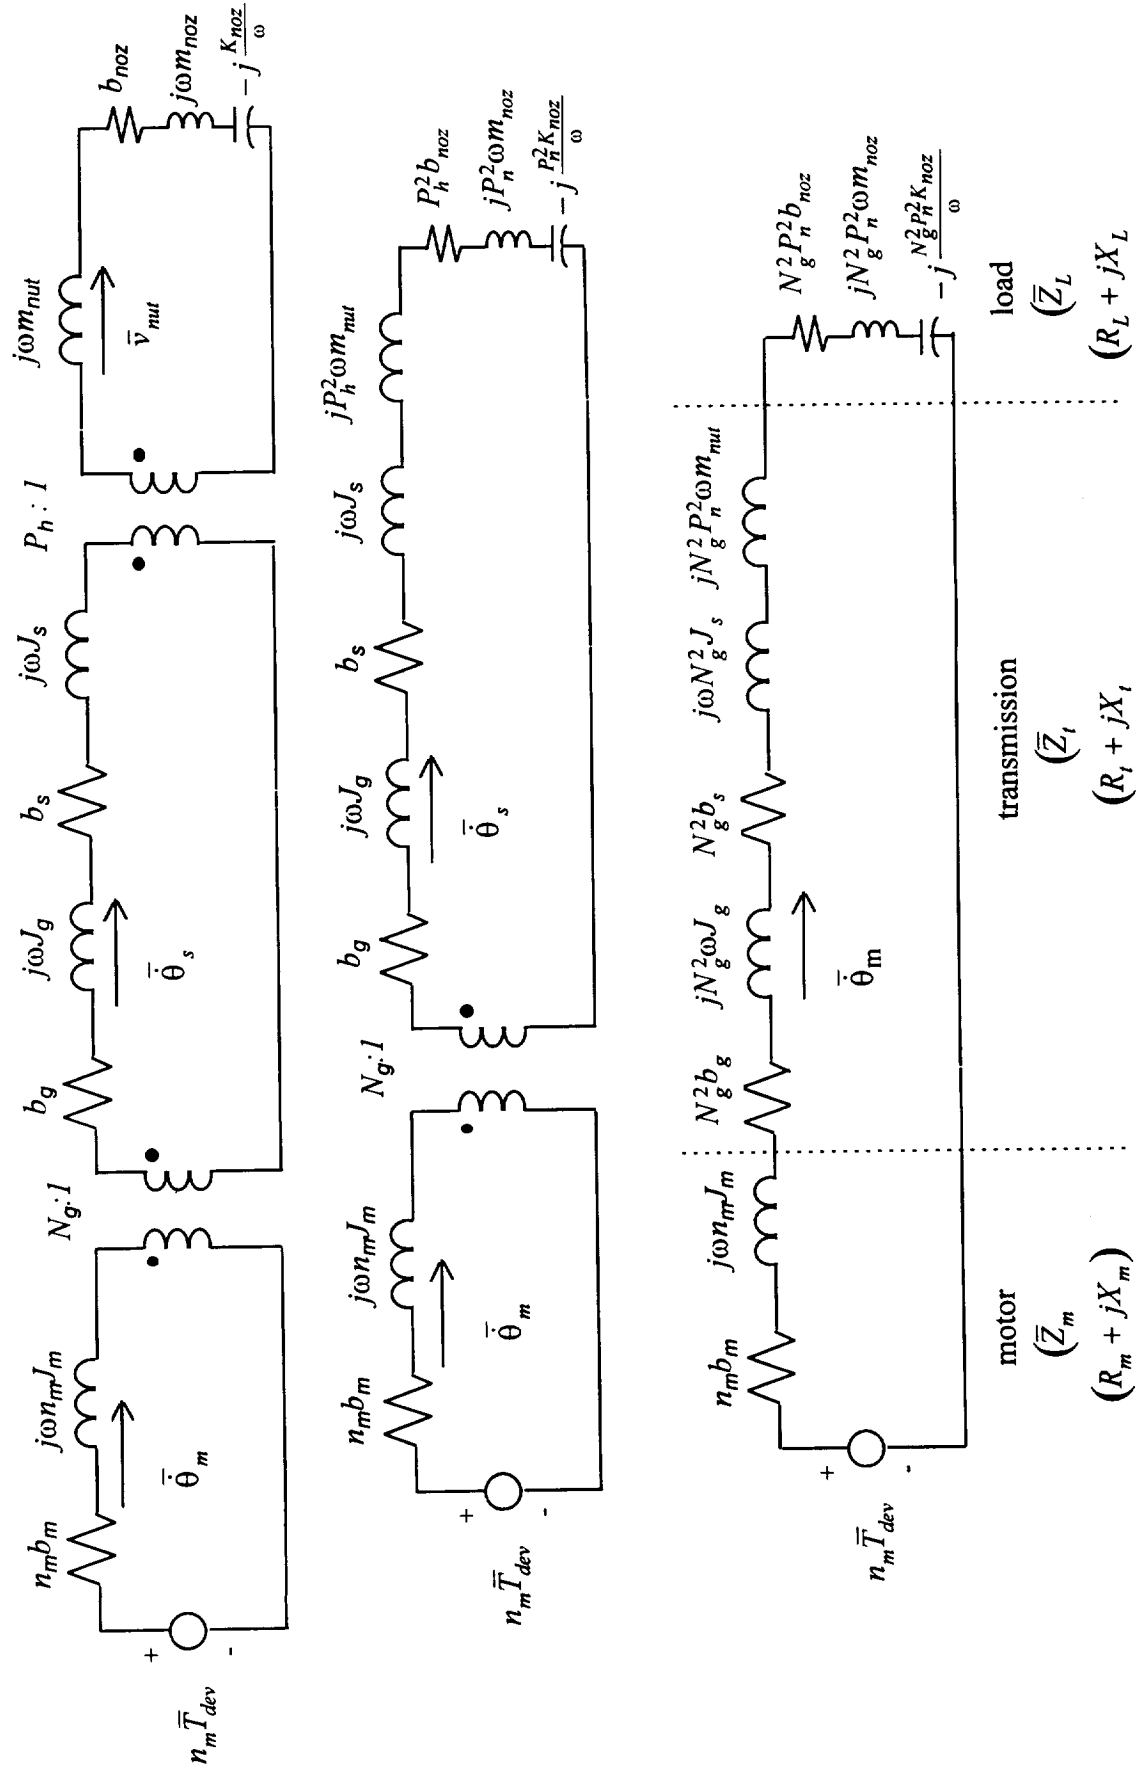 n_m T̿_dev
+
-
n_m b_m
jωn_m J_m
θ̇̄_m
N_g:1
b_g
jωJ_g
θ̇̄_s
b_s
jωJ_s
P_h:1
jωm_nut
v̄_nut
b_noz
jωm_noz
-j K_noz/ω
n_m T̿_dev
+
-
n_m b_m
jωn_m J_m
θ̇̄_m
N_g:1
b_g
jωJ_g
θ̇̄_s
b_s
jωJ_s
jP_h^2 ωm_nut
P_h^2 b_noz
jP_n^2 ωm_noz
-j P_n^2 K_noz/ω
n_m T̿_dev
+
-
n_m b_m
jωn_m J_m
N_g^2 b_g
jN_g^2 ωJ_g
θ̇̄_m
N_g^2 b_s
jωN_g^2 J_s
jN_g^2 P_n^2 ωm_nut
N_g^2 P_n^2 b_noz
jN_g^2 P_n^2 ωm_noz
-j N_g^2 P_n^2 K_noz/ω
motor
(Z̄_m
(R_m + jX_m)
transmission
(Z̄_t
(R_t + jX_t
load
(Z̄_L
(R_L + jX_L